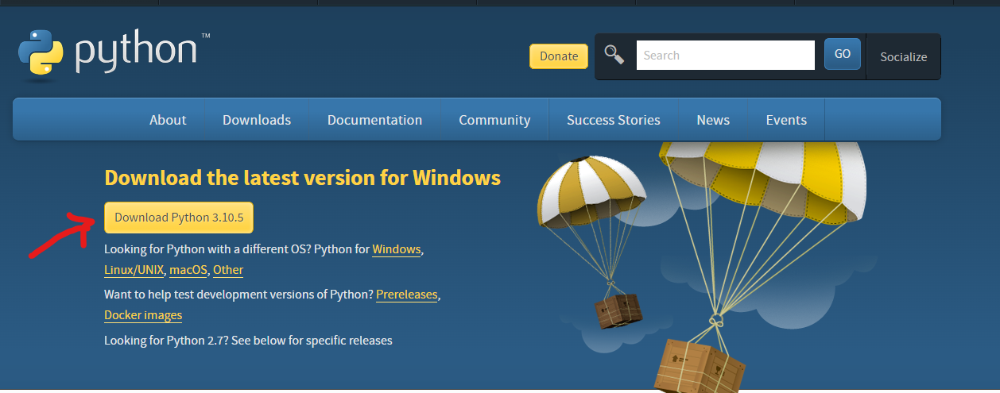 python™
Donate
Search
GO
Socialize
About Downloads Documentation Community Success Stories News Events
Download the latest version for Windows
Download Python 3.10.5
Looking for Python with a different OS? Python for Windows,
Linux/UNIX, macOS, Other
Want to help test development versions of Python? Prereleases,
Docker images
Looking for Python 2.7? See below for specific releases